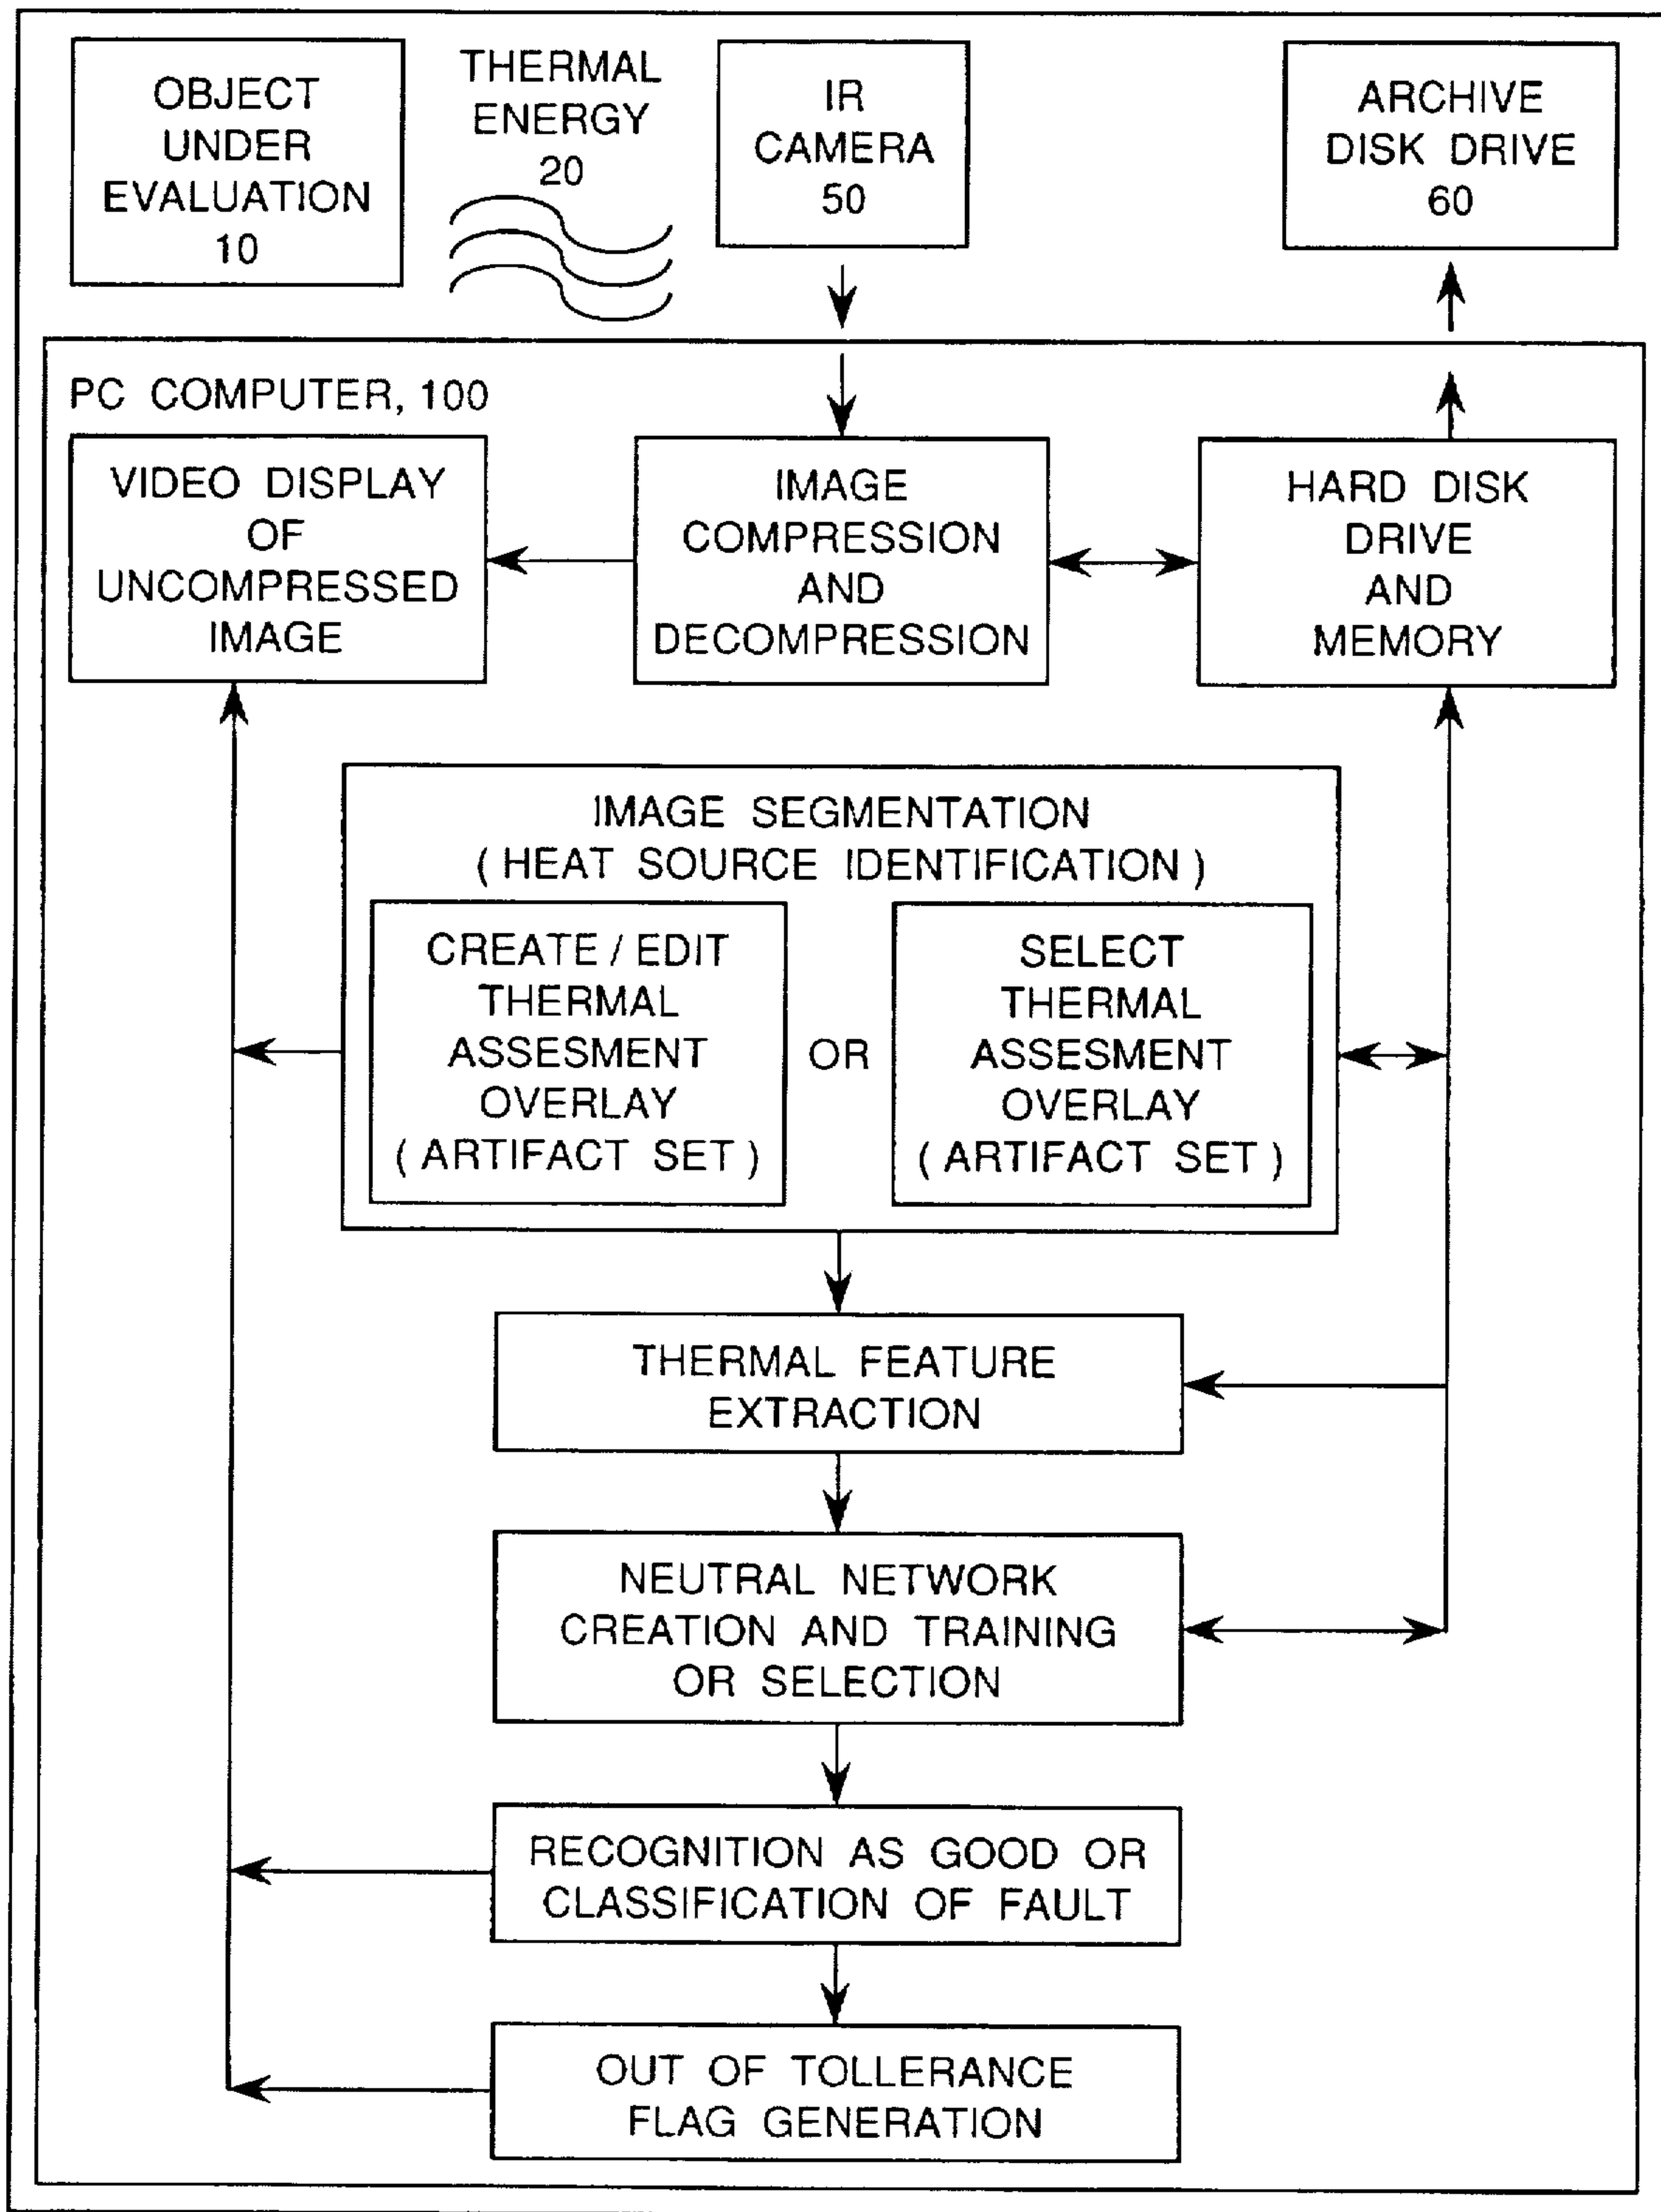 OBJECT
UNDER
EVALUATION
10
THERMAL
ENERGY
20
IR
CAMERA
50
ARCHIVE
DISK DRIVE
60
PC COMPUTER, 100
VIDEO DISPLAY
OF
UNCOMPRESSED
IMAGE
IMAGE
COMPRESSION
AND
DECOMPRESSION
HARD DISK
DRIVE
AND
MEMORY
IMAGE SEGMENTATION
( HEAT SOURCE IDENTIFICATION )
CREATE / EDIT
THERMAL
ASSESMENT
OVERLAY
( ARTIFACT SET )
OR
SELECT
THERMAL
ASSESMENT
OVERLAY
( ARTIFACT SET )
THERMAL FEATURE
EXTRACTION
NEUTRAL NETWORK
CREATION AND TRAINING
OR SELECTION
RECOGNITION AS GOOD OR
CLASSIFICATION OF FAULT
OUT OF TOLLERANCE
FLAG GENERATION